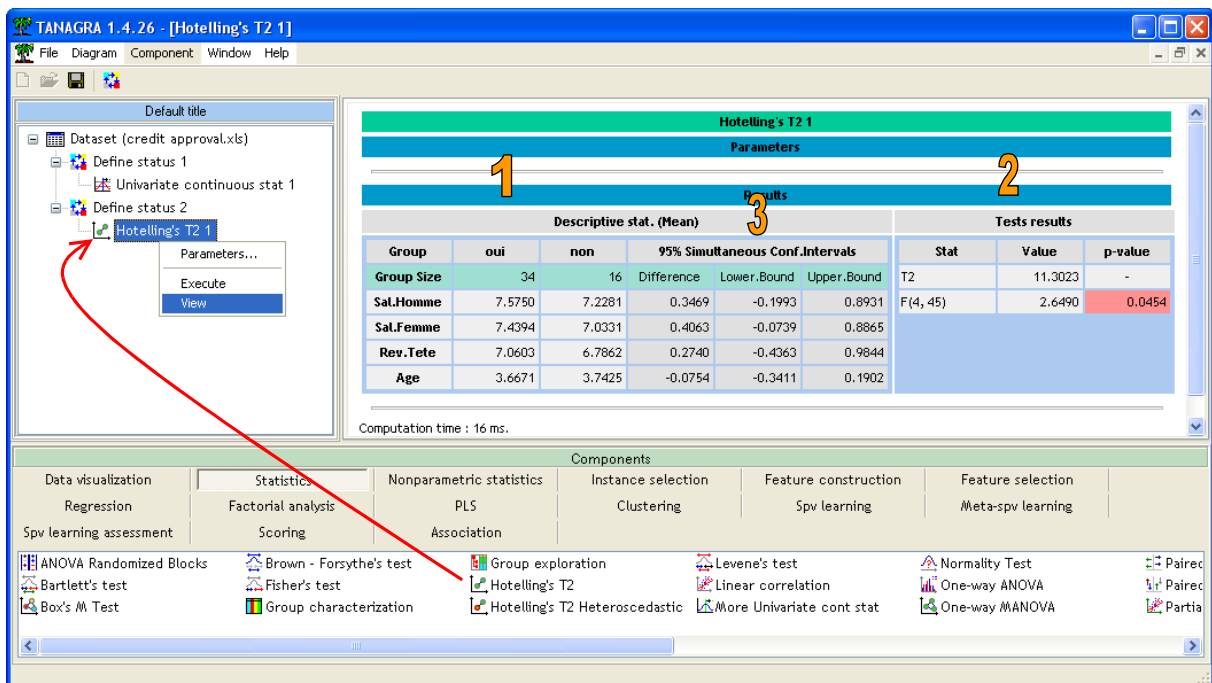 TANAGRA 1.4.26 - [Hotelling's T2 1]
File Diagram Component Window Help
Default title
Dataset (credit approval.xls)
Define status 1
Univariate continuous stat 1
Define status 2
Hotelling's T2 1
Parameters...
Execute
View
Hotelling's T2 1
Parameters
1
2
Results
3
Descriptive stat. (Mean) Tests results
Group oui non 95% Simultaneous Conf.Intervals Stat Value p-value
Group Size 34 16 Difference Lower.Bound Upper.Bound T2 11.3023 -
Sal.Homme 7.5750 7.2281 0.3469 -0.1993 0.8931 F(4, 45) 2.6490 0.0454
Sal.Femme 7.4394 7.0331 0.4063 -0.0739 0.8865
Rev.Tete 7.0603 6.7862 0.2740 -0.4363 0.9844
Age 3.6671 3.7425 -0.0754 -0.3411 0.1902
Computation time : 16 ms.
Components
Data visualization Statistics Nonparametric statistics Instance selection Feature construction Feature selection
Regression Factorial analysis PLS Clustering Spv learning Meta-spv learning
Spv learning assessment Scoring Association
ANOVA Randomized Blocks Brown - Forsythe's test Group exploration Levene's test Normality Test Paired
Bartlett's test Fisher's test Hotelling's T2 Linear correlation One-way ANOVA Paired
Box's M Test Group characterization Hotelling's T2 Heteroscedastic More Univariate cont stat One-way MANOVA Partia